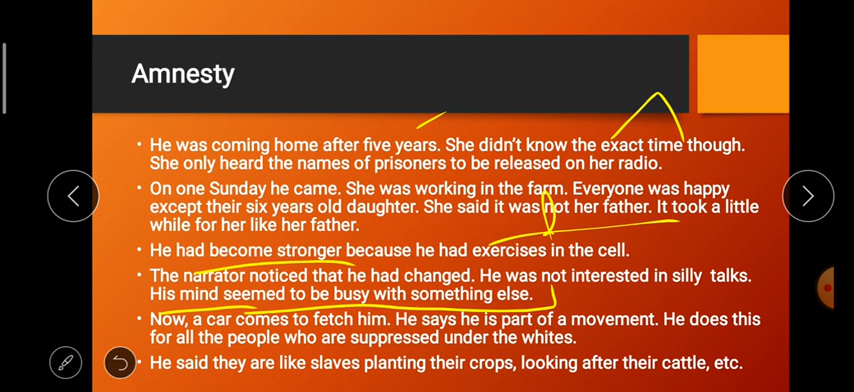 Amnesty
• He was coming home after five years. She didn't know the exact time though.
She only heard the names of prisoners to be released on her radio.
• On one Sunday he came. She was working in the farm. Everyone was happy
except their six years old daughter. She said it was not her father. It took a little
while for her like her father.
• He had become stronger because he had exercises in the cell.
• The narrator noticed that he had changed. He was not interested in silly talks.
His mind seemed to be busy with something else.
• Now, a car comes to fetch him. He says he is part of a movement. He does this
for all the people who are suppressed under the whites.
• He said they are like slaves planting their crops, looking after their cattle, etc.